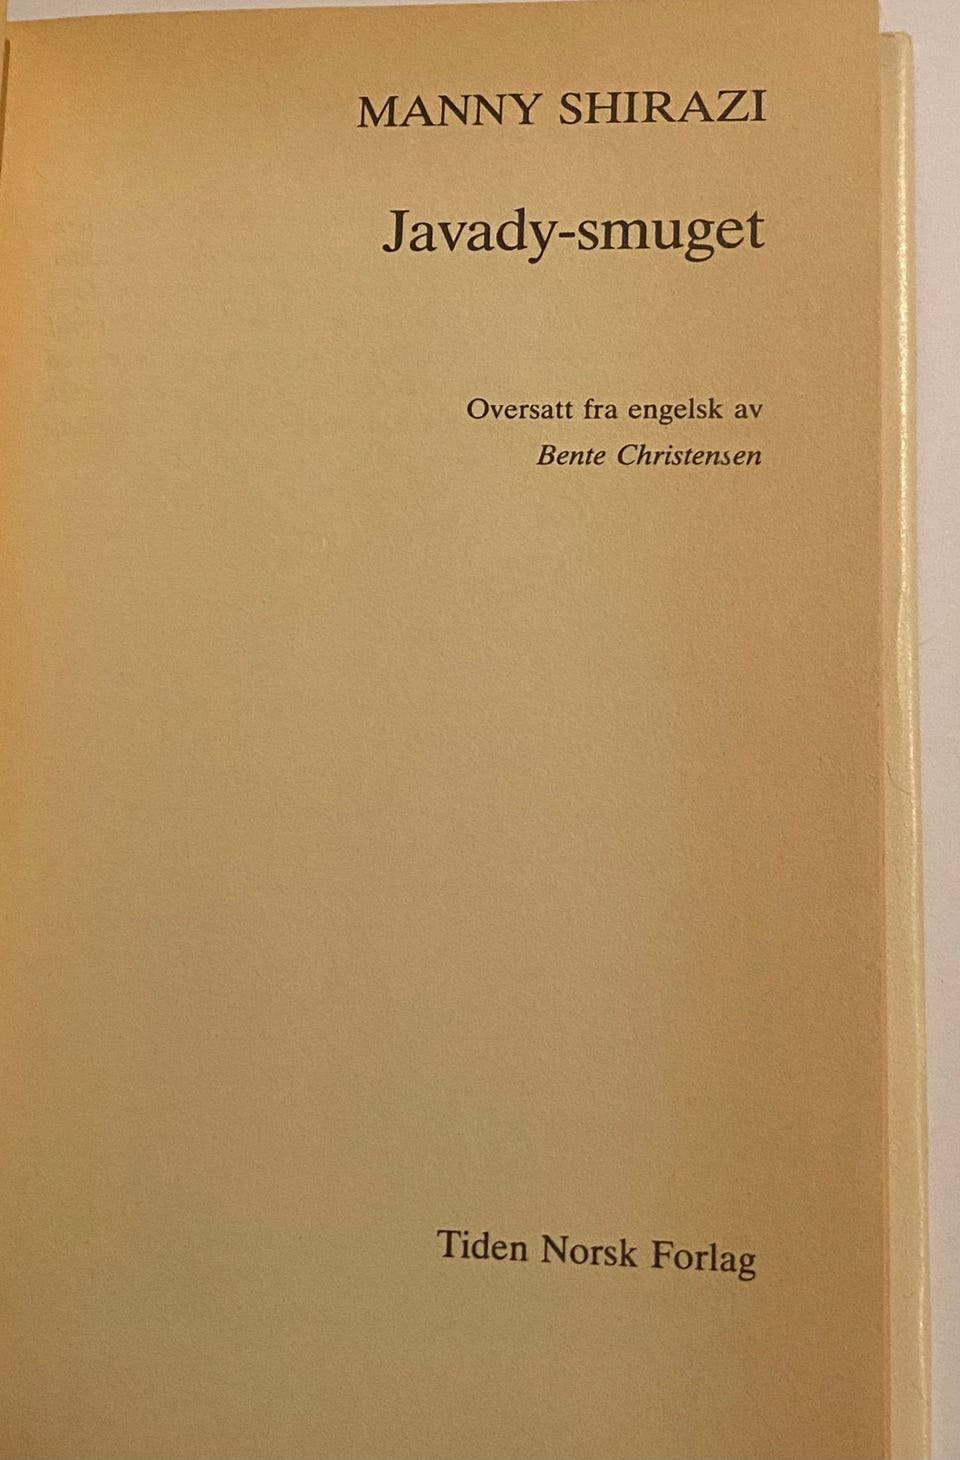 MANNY SHIRAZI
Javady-smuget
Oversatt fra engelsk av
Bente Christensen
Tiden Norsk Forlag